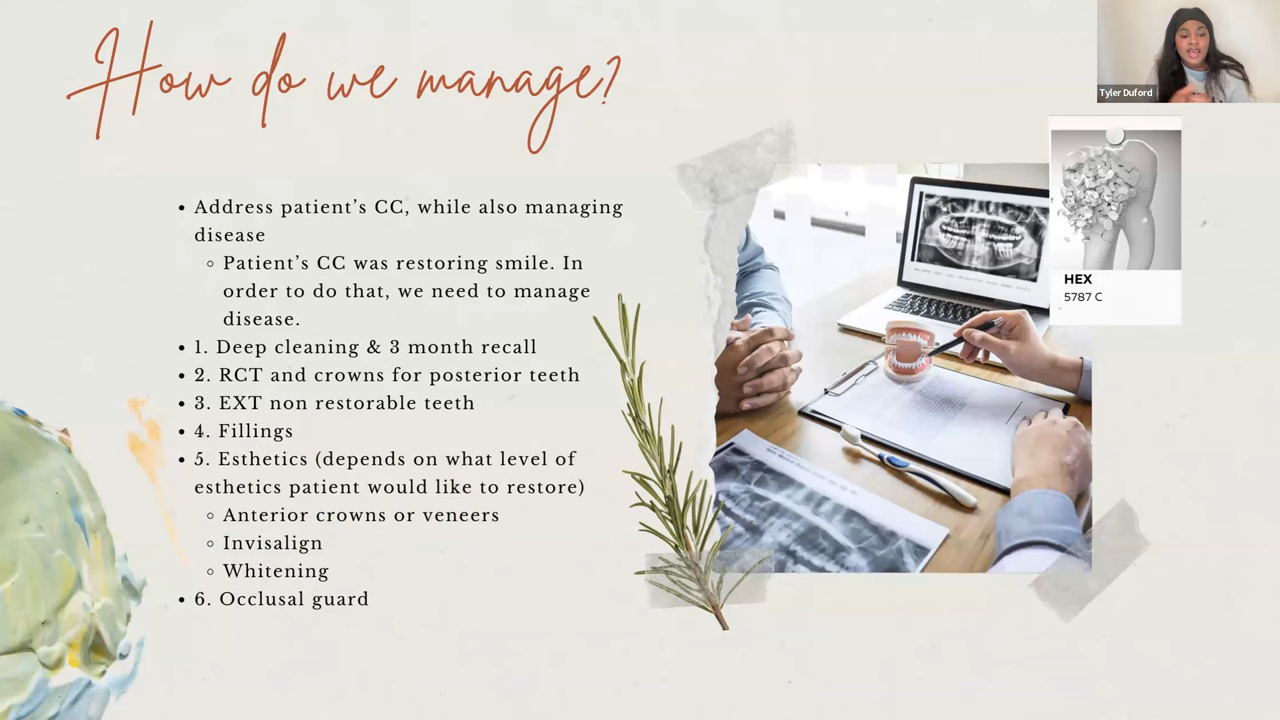 How do we manage?
Tyler Duford
• Address patient's CC, while also managing
disease
◦ Patient's CC was restoring smile. In
order to do that, we need to manage
disease.
• 1. Deep cleaning & 3 month recall
• 2. RCT and crowns for posterior teeth
• 3. EXT non restorable teeth
• 4. Fillings
• 5. Esthetics (depends on what level of
esthetics patient would like to restore)
◦ Anterior crowns or veneers
◦ Invisalign
◦ Whitening
• 6. Occlusal guard
HEX
5787 C